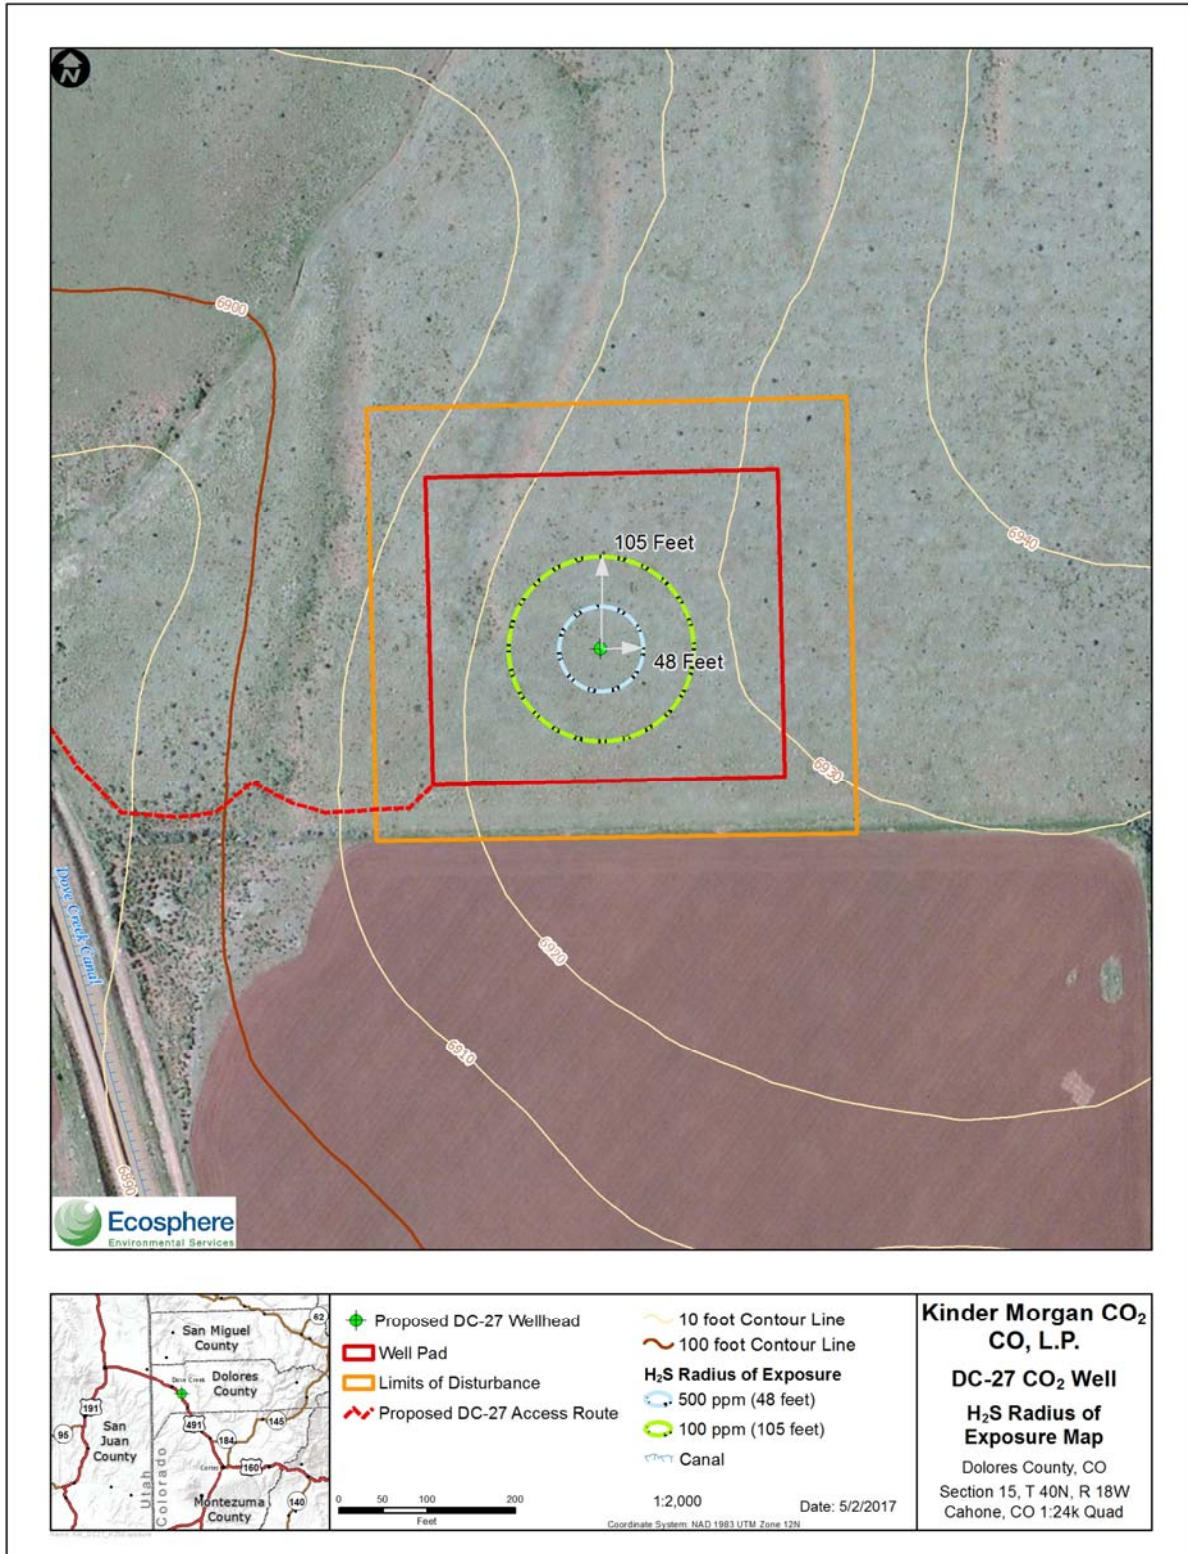 N
6900
6940
105 Feet
48 Feet
6930
Dove Creek Canal
6920
6910
6890
Ecosphere
Environmental Services
62
San Miguel
County
Dove Creek
Dolores
County
191
491
145
95
San
Juan
County
184
Cortez
160
Utah
Colorado
Montezuma
County
140
Proposed DC-27 Wellhead
Well Pad
Limits of Disturbance
Proposed DC-27 Access Route
10 foot Contour Line
100 foot Contour Line
H₂S Radius of Exposure
500 ppm (48 feet)
100 ppm (105 feet)
Canal
0 50 100 200
Feet
1:2,000
Date: 5/2/2017
Coordinate System: NAD 1983 UTM Zone 12N
Kinder Morgan CO₂
CO, L.P.
DC-27 CO₂ Well
H₂S Radius of
Exposure Map
Dolores County, CO
Section 15, T 40N, R 18W
Cahone, CO 1:24k Quad